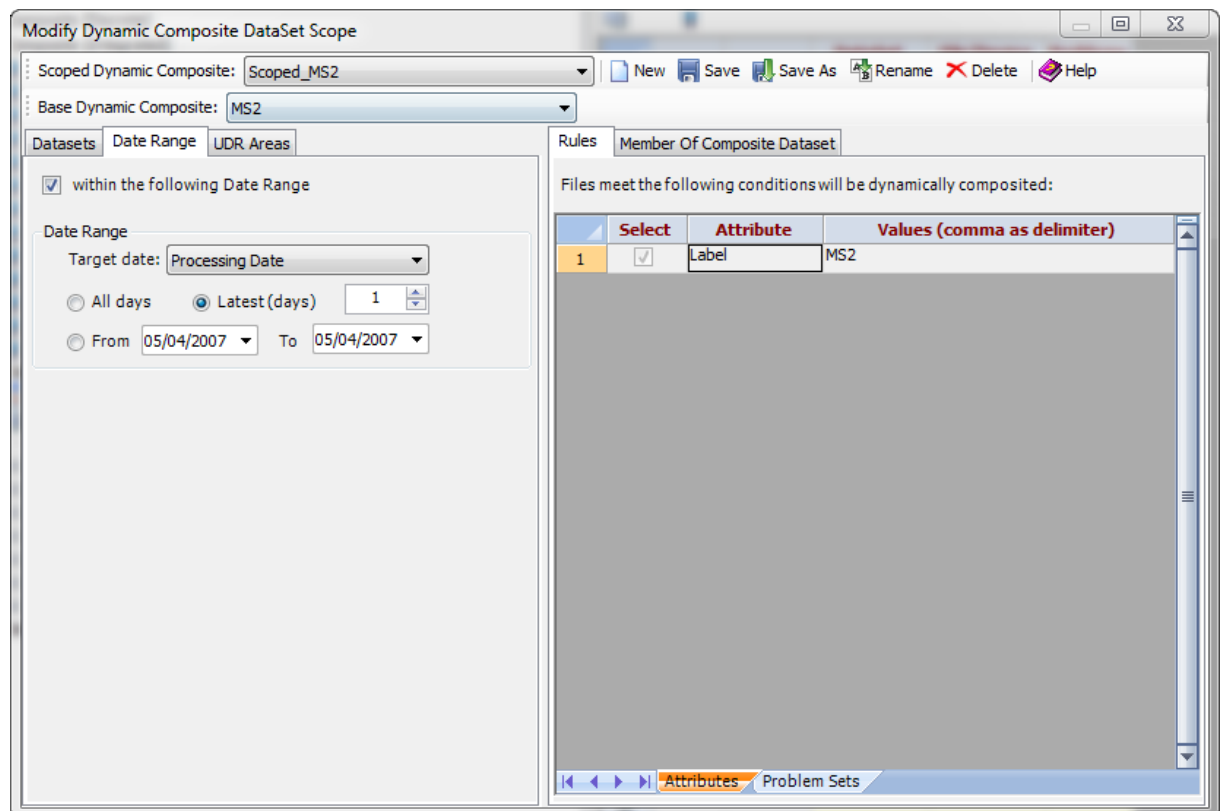 Modify Dynamic Composite DataSet Scope
Scoped Dynamic Composite: Scoped_MS2 New Save Save As Rename Delete Help
Base Dynamic Composite: MS2
Datasets Date Range UDR Areas
within the following Date Range
Date Range
Target date: Processing Date
All days Latest(days) 1
From 05/04/2007 To 05/04/2007
Rules Member Of Composite Dataset
Files meet the following conditions will be dynamically composited:
Select Attribute Values (comma as delimiter)
1 Label MS2
Attributes Problem Sets